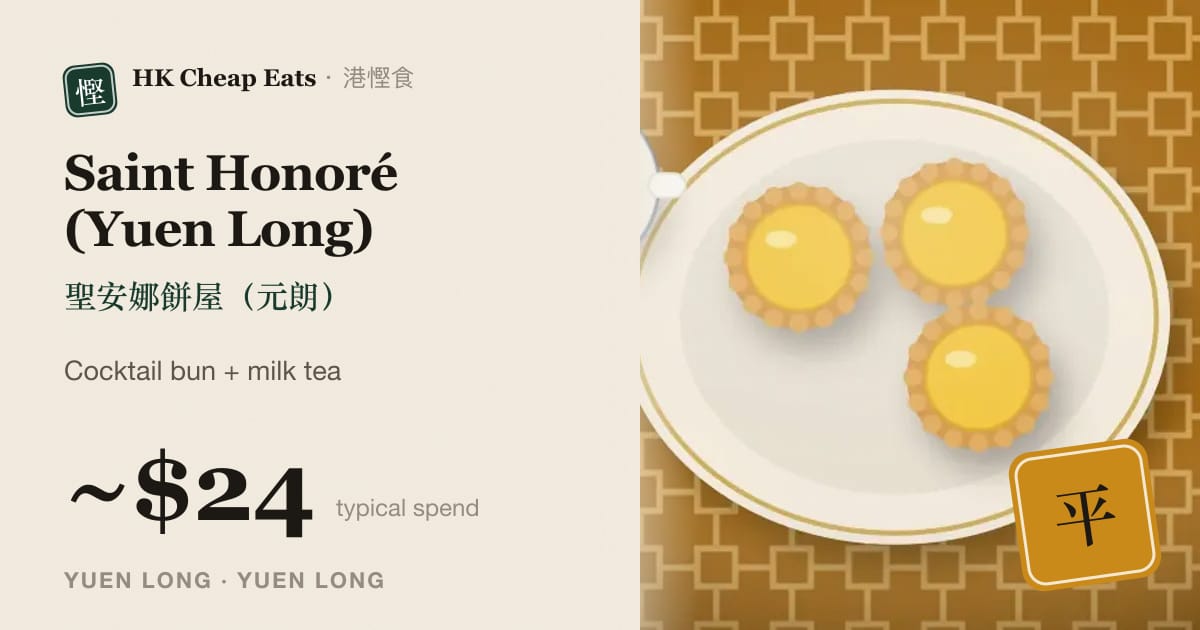 慳
HK Cheap Eats · 港慳食
Saint Honoré
(Yuen Long)
聖安娜餅屋（元朗）
Cocktail bun + milk tea
~$24 typical spend
YUEN LONG · YUEN LONG
平